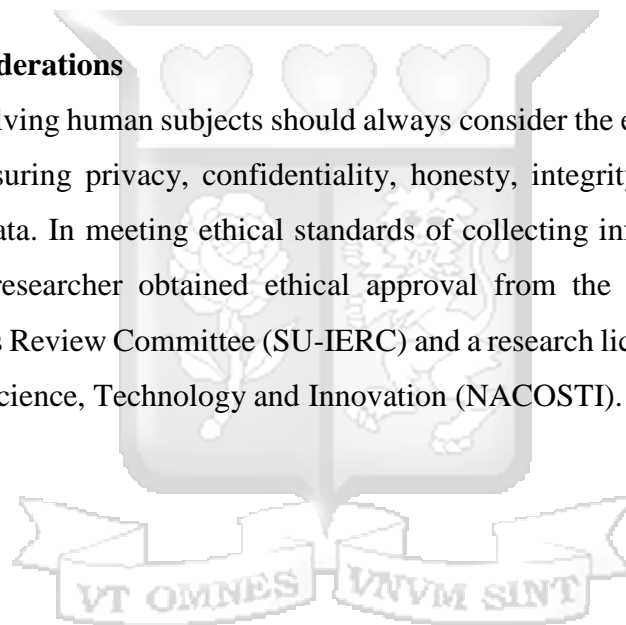 derations
lving human subjects should always consider the e
suring privacy, confidentiality, honesty, integrity
ata. In meeting ethical standards of collecting in
researcher obtained ethical approval from the
s Review Committee (SU-IERC) and a research lic
cience, Technology and Innovation (NACOSTI).
VT OMNES VNVM SINT